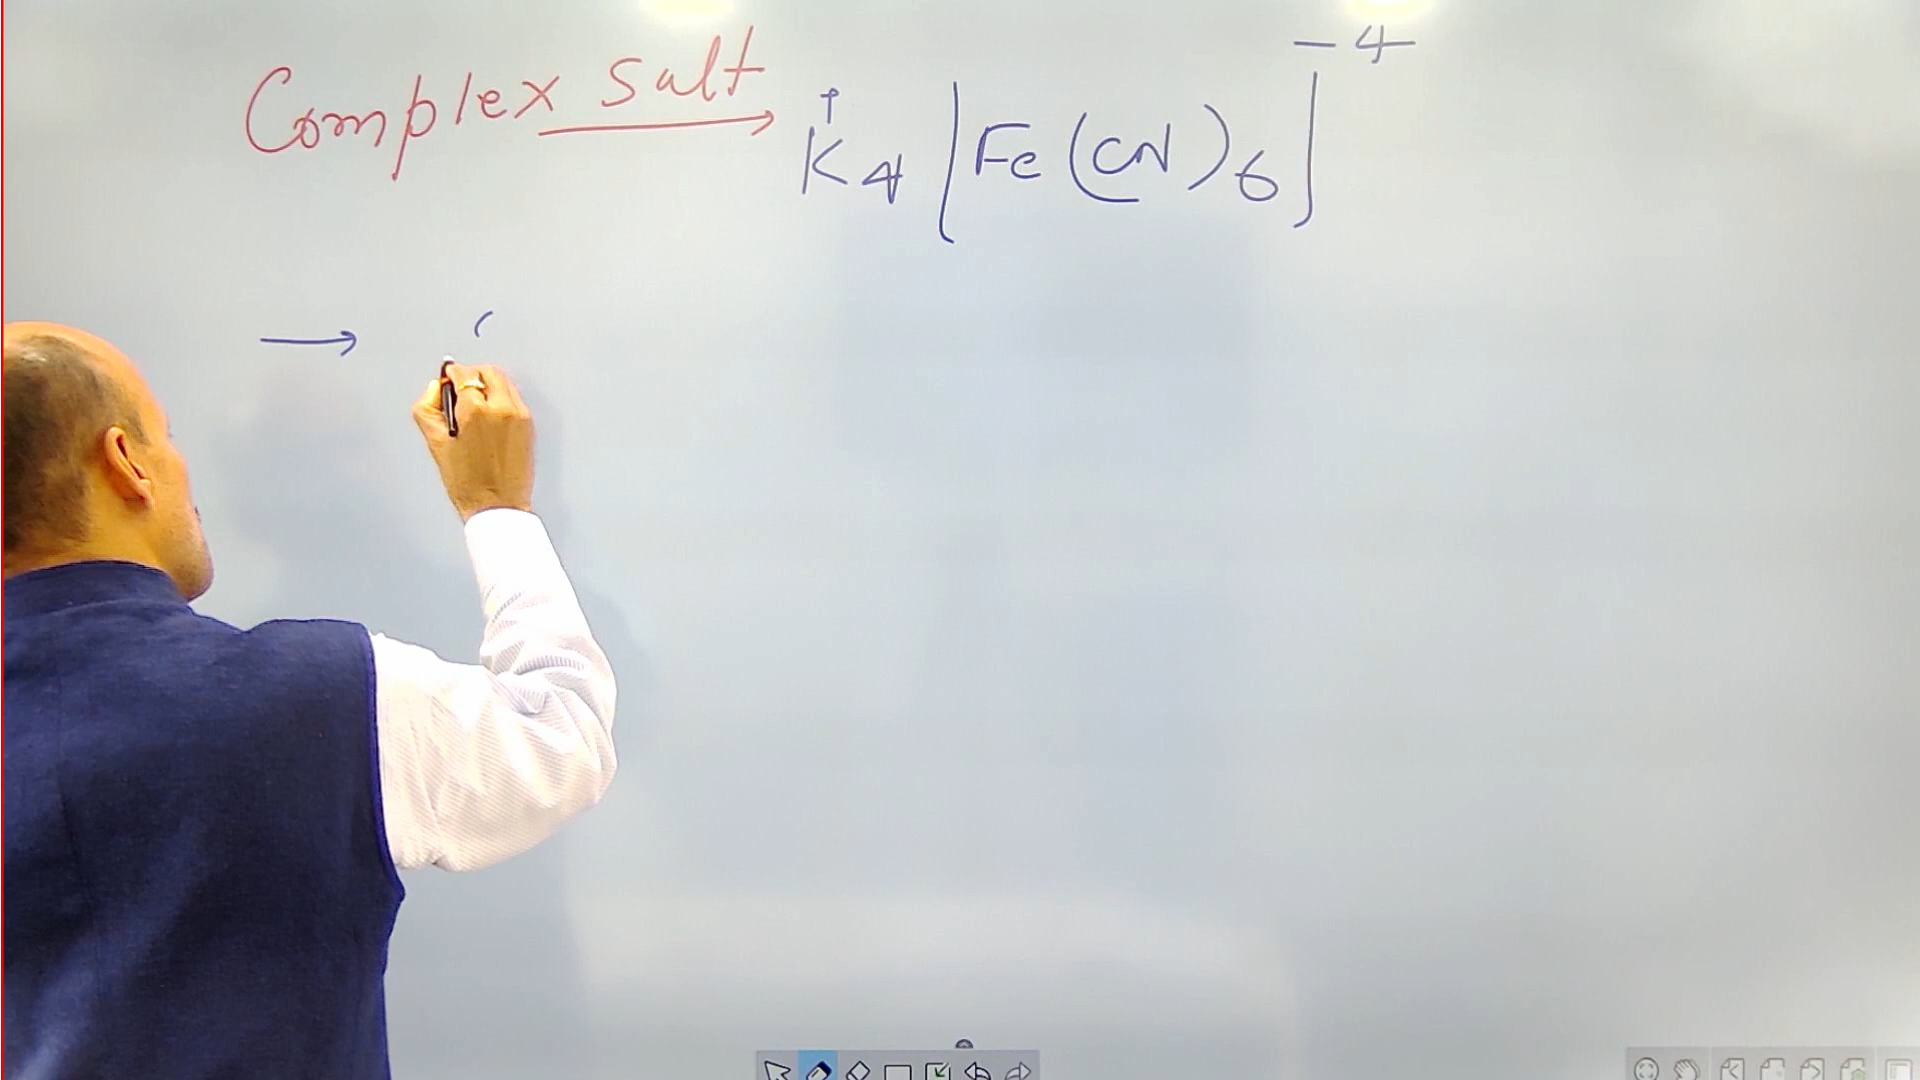 Complex salt → K₄[Fe(CN)₆]⁻⁴
→